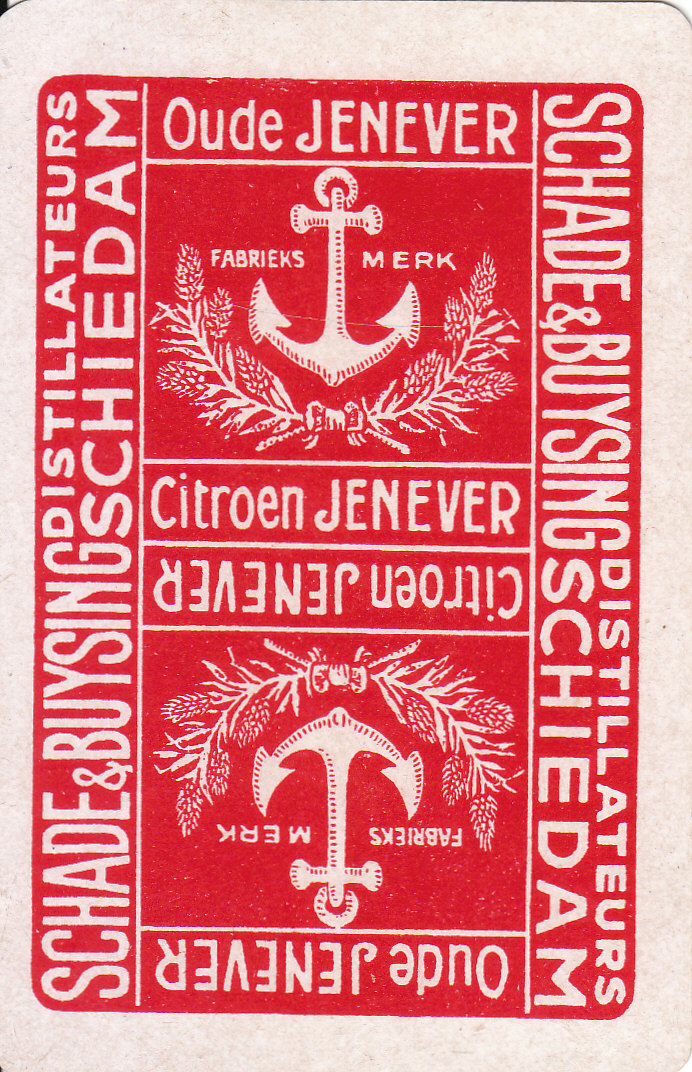 Oude JENEVER
FABRIEKS MERK
Citroen JENEVER
Citroen JENEVER
FABRIEKS MERK
Oude JENEVER
SCHADE & BUYSING DISTILLATEURS
SCHIEDAM
SCHADE & BUYSING DISTILLATEURS
SCHIEDAM